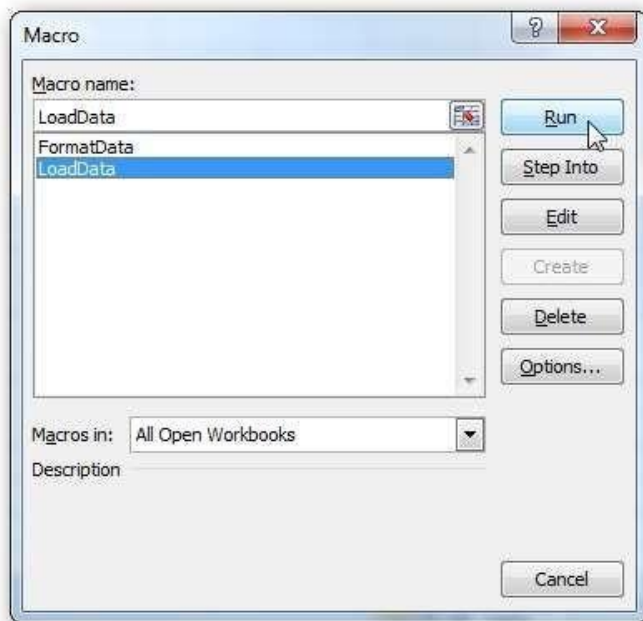 Macro
Macro name:
LoadData
Run
FormatData
LoadData
Step Into
Edit
Create
Delete
Options...
Macros in: All Open Workbooks
Description
Cancel